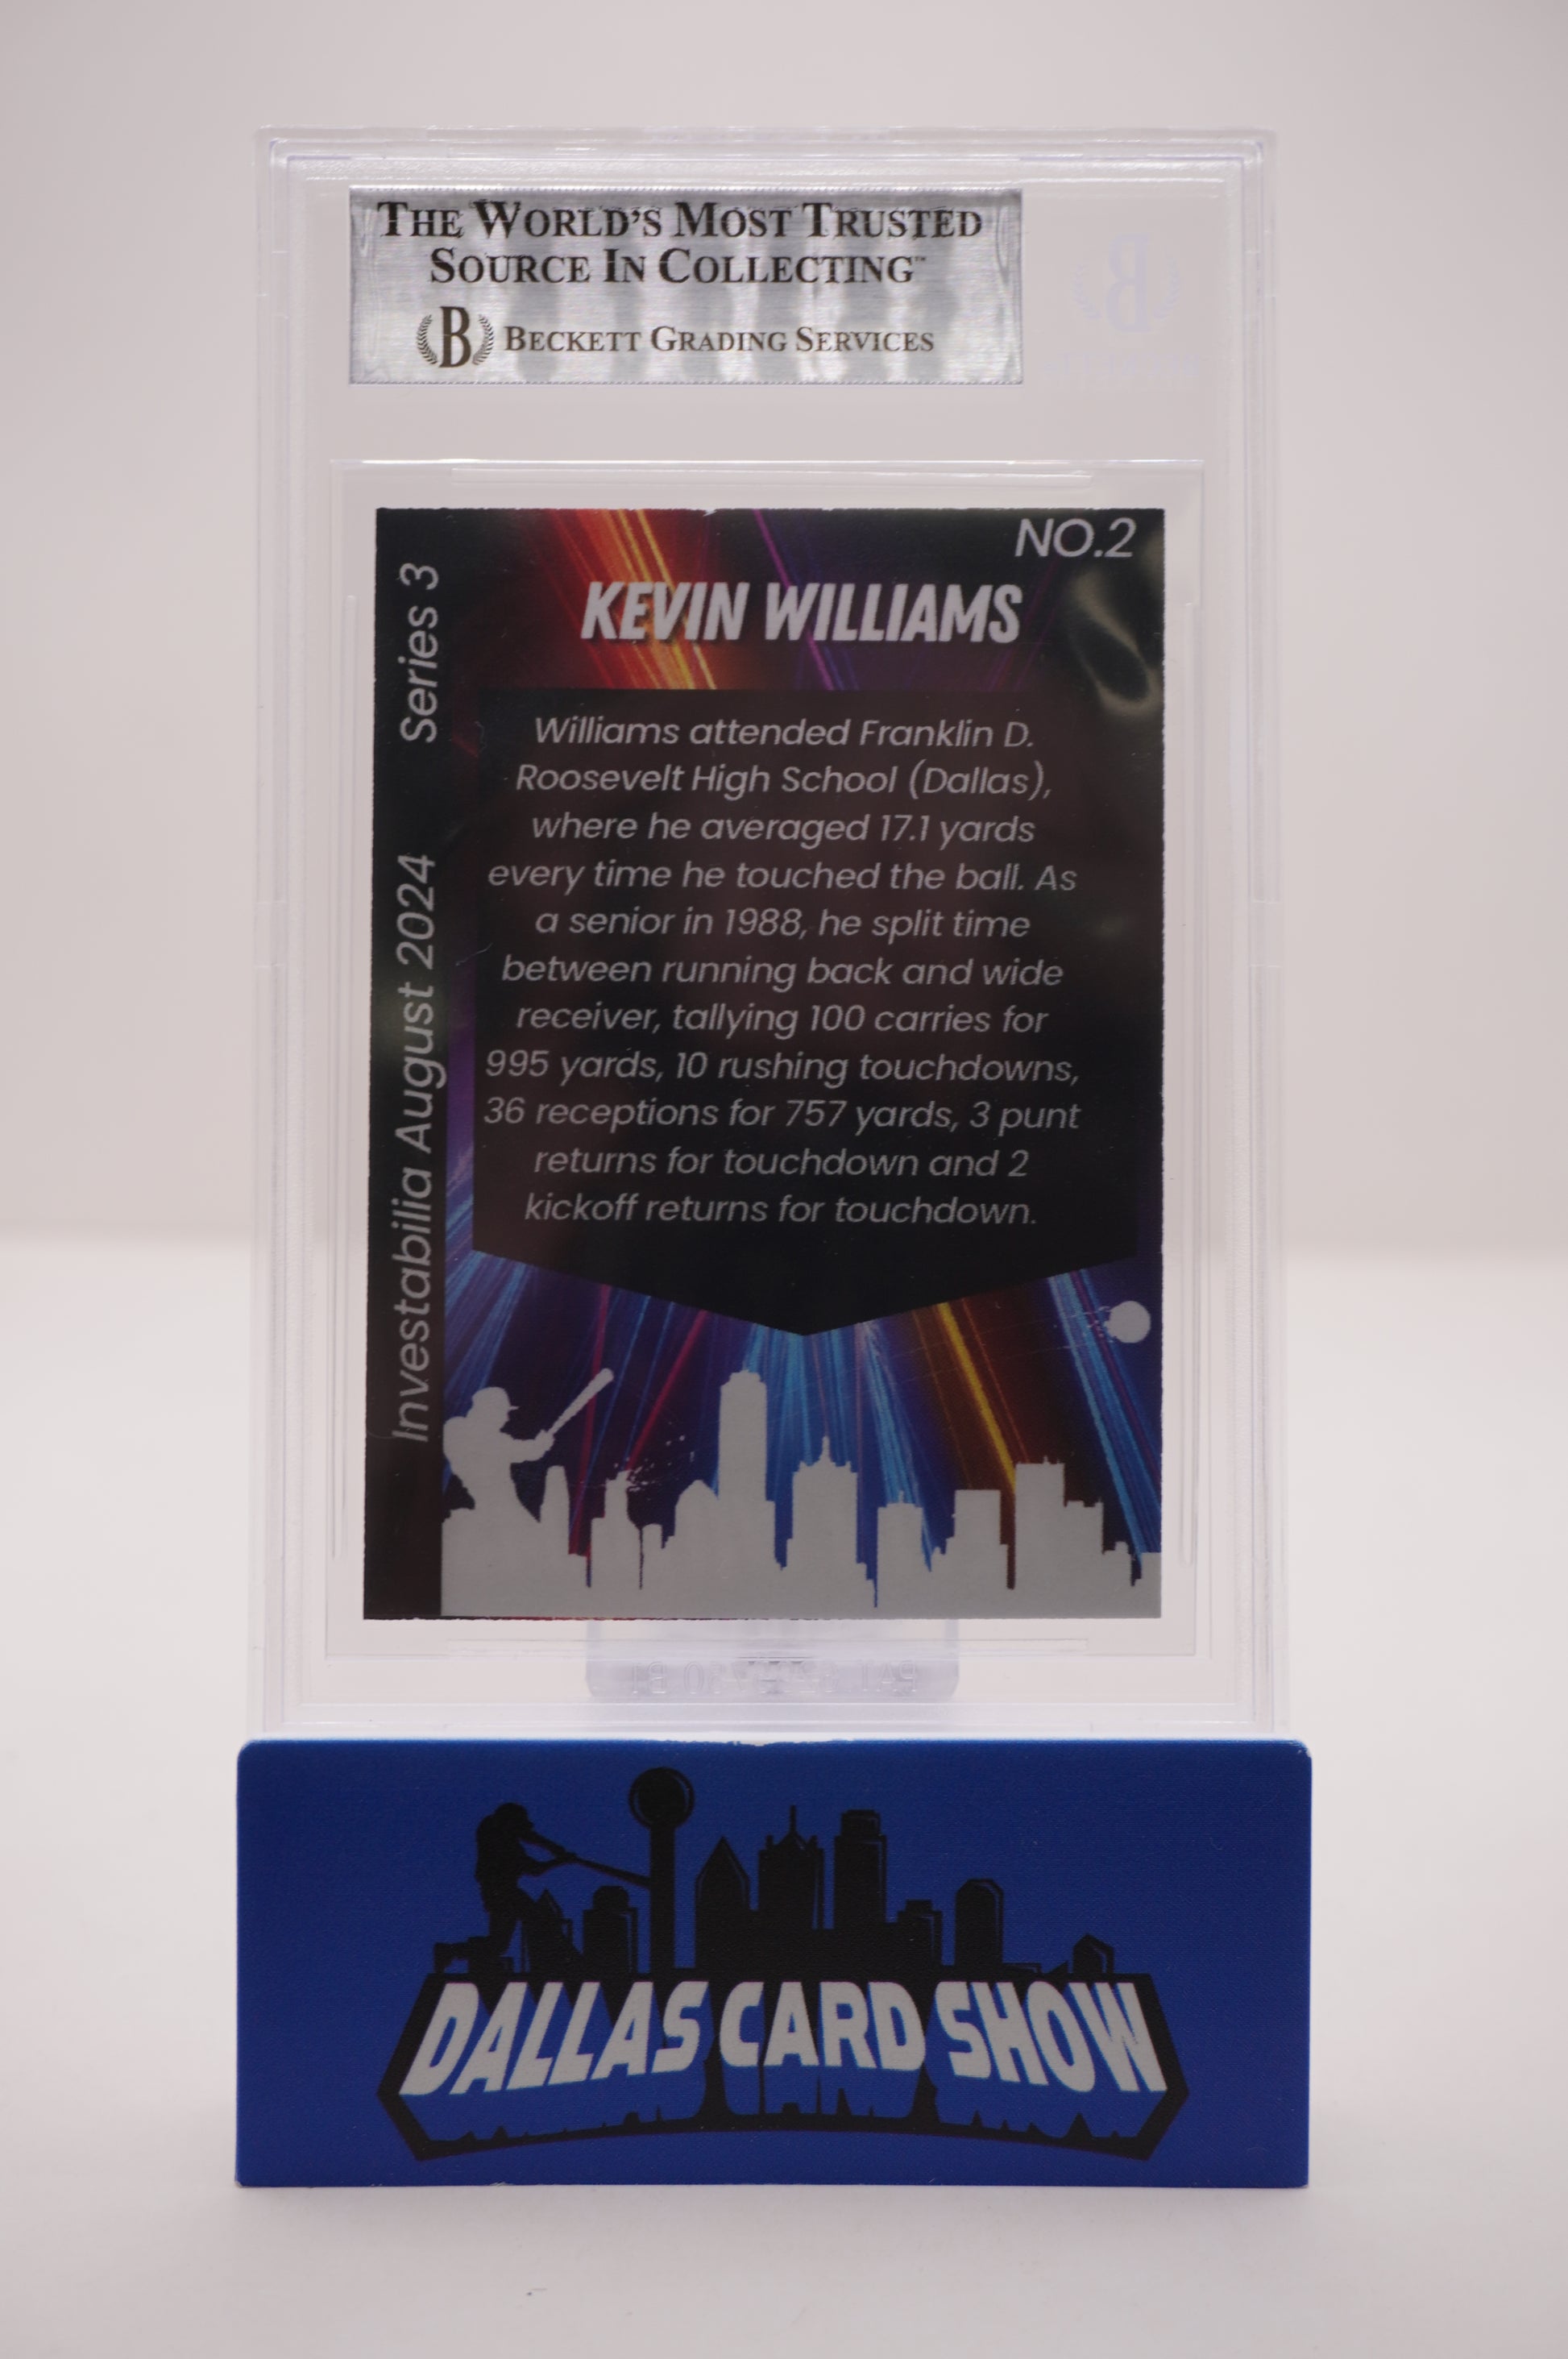 THE WORLD'S MOST TRUSTED
SOURCE IN COLLECTING™
B BECKETT GRADING SERVICES
B
NO.2
Series 3
KEVIN WILLIAMS
Williams attended Franklin D.
Roosevelt High School (Dallas),
where he averaged 17.1 yards
every time he touched the ball. As
a senior in 1988, he split time
between running back and wide
receiver, tallying 100 carries for
995 yards, 10 rushing touchdowns,
36 receptions for 757 yards, 3 punt
returns for touchdown and 2
kickoff returns for touchdown.
Investabilia August 2024
DALLAS CARD SHOW